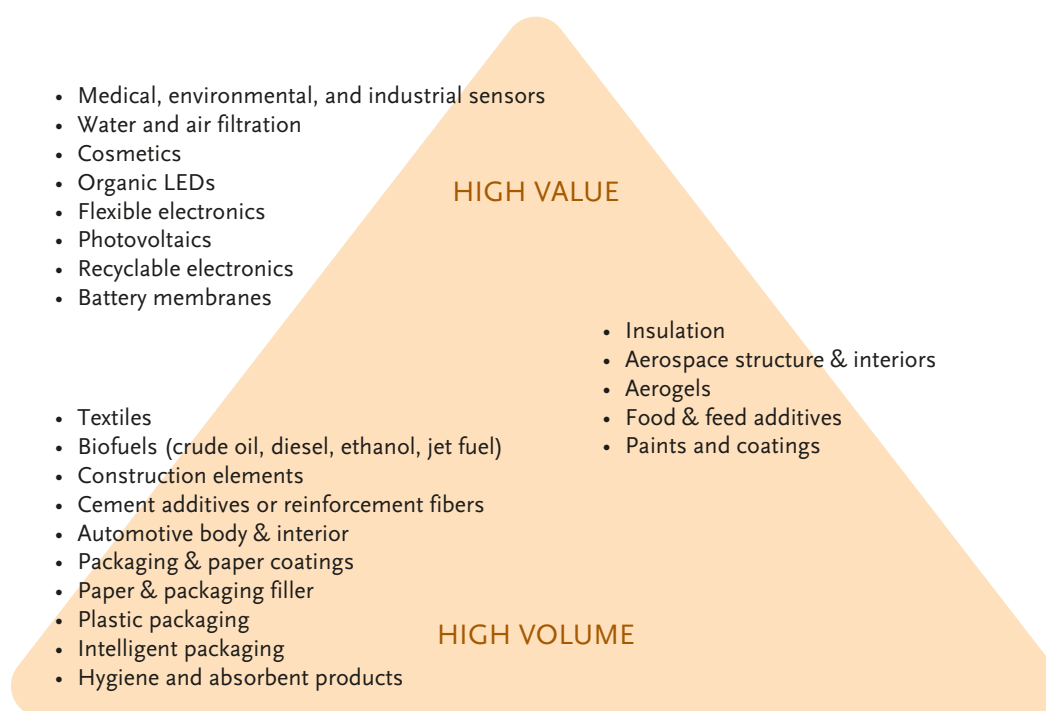 • Medical, environmental, and industrial sensors
• Water and air filtration
• Cosmetics
• Organic LEDs
• Flexible electronics
• Photovoltaics
• Recyclable electronics
• Battery membranes
HIGH VALUE
• Insulation
• Aerospace structure & interiors
• Aerogels
• Food & feed additives
• Paints and coatings
• Textiles
• Biofuels (crude oil, diesel, ethanol, jet fuel)
• Construction elements
• Cement additives or reinforcement fibers
• Automotive body & interior
• Packaging & paper coatings
• Paper & packaging filler
• Plastic packaging
• Intelligent packaging
• Hygiene and absorbent products
HIGH VOLUME